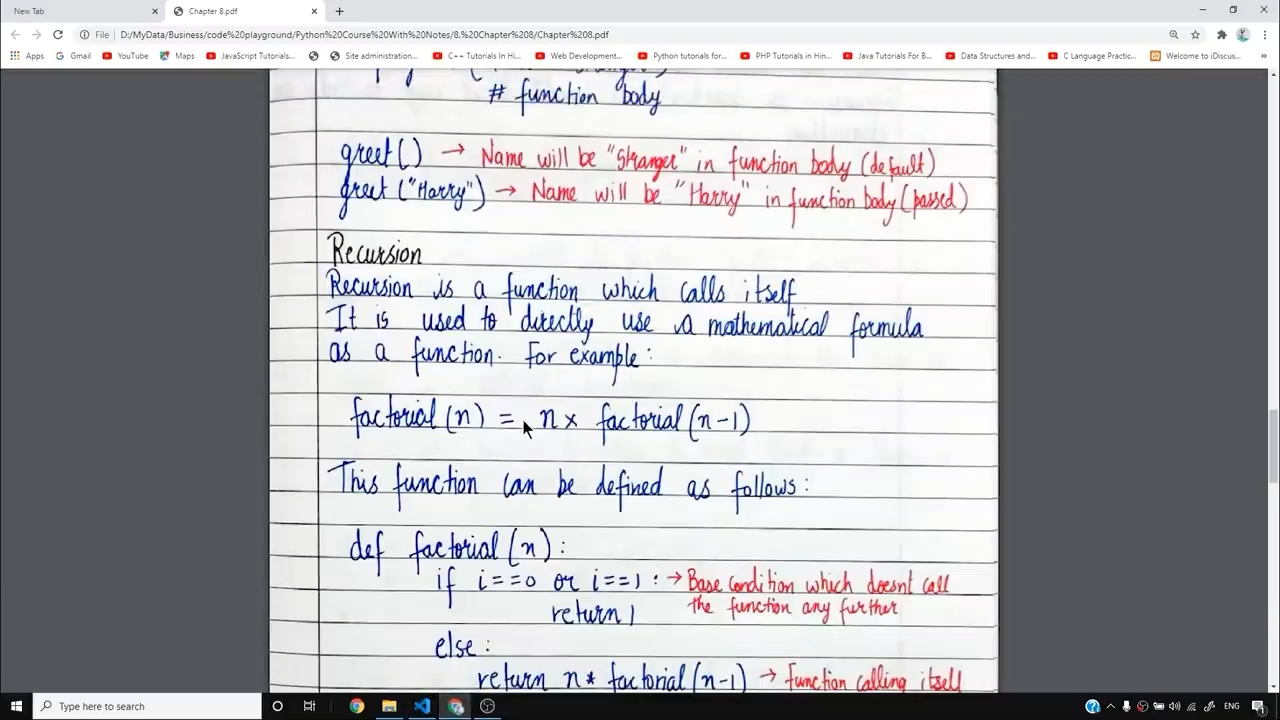 New Tab
Chapter 8.pdf
File
D:/MyData/Business/code%20playground/Python%20Course%20With%20Notes/8.%20Chapter%208/Chapter%208.pdf
Apps
YouTube
Maps
JavaScript Tutorials...
Site administration...
C++ Tutorials In Hi...
Web Development...
Python tutorials for...
PHP Tutorials in Hin...
Java Tutorials For B...
Data Structures and...
C Language Practic...
Welcome to iDiscus...
# function body
greet() → Name will be "Stranger" in function body (default)
greet ("Harry") → Name will be "Harry" in function body (passed)
Recursion
Recursion is a function which calls itself
It is used to directly use a mathematical formula
as a function. For example:
factorial (n) = n × factorial (n-1)
This function can be defined as follows:
def factorial (n):
if i==0 or i==1: → Base condition which doesnt call
the function any further
return 1
else:
return n* factorial (n-1) → Function calling itself
Type here to search
ENG